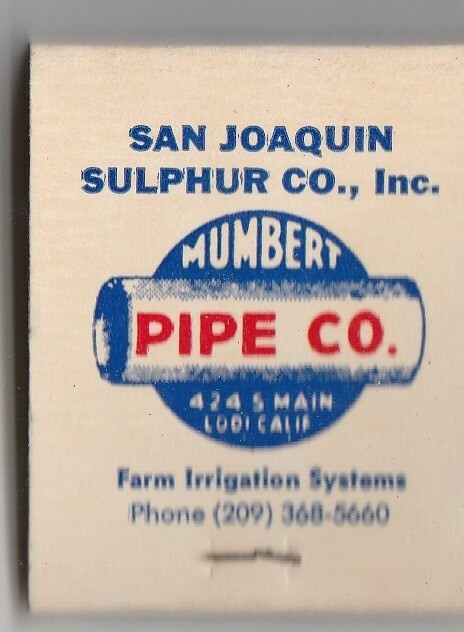 SAN JOAQUIN
SULPHUR CO., Inc.
MUMBERT
PIPE CO.
424 S MAIN
LODI CALIF
Farm Irrigation Systems
Phone (209) 368-5660